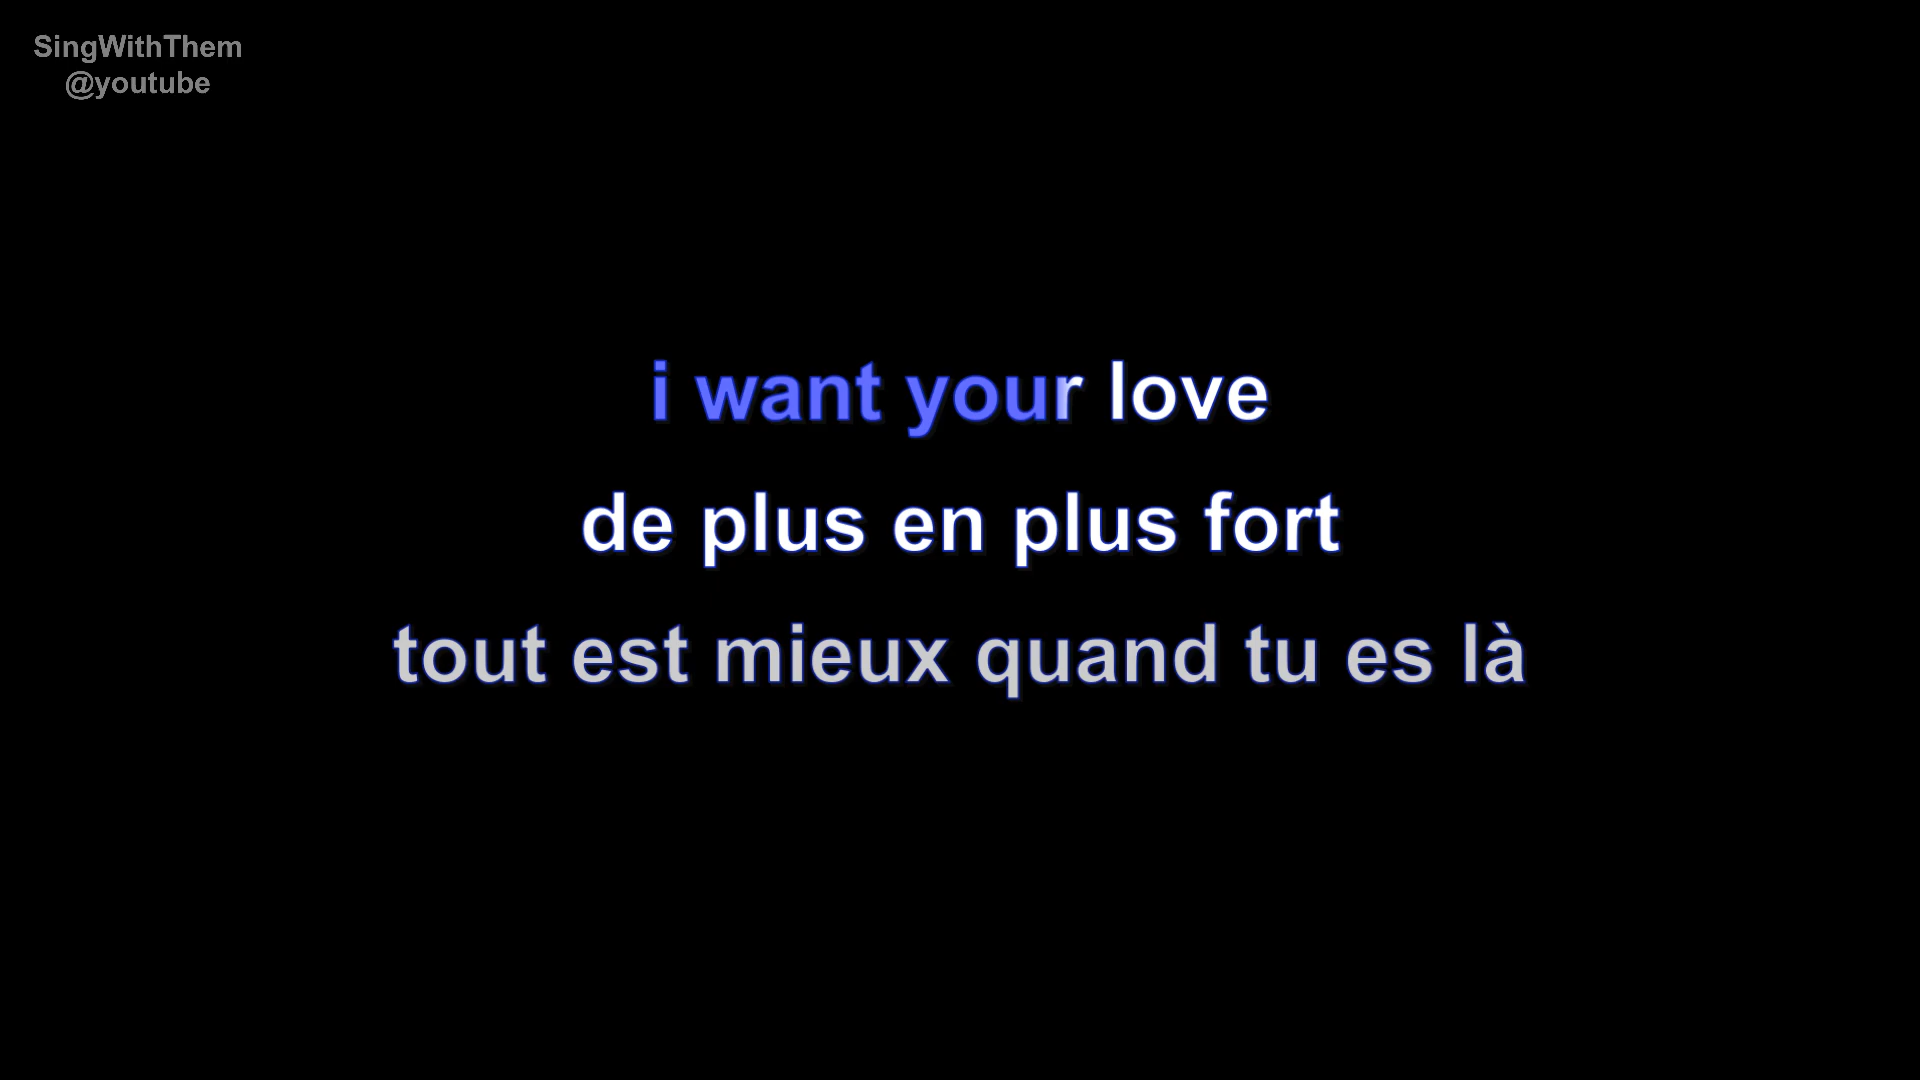 SingWithThem
@youtube
i want your love
de plus en plus fort
tout est mieux quand tu es là